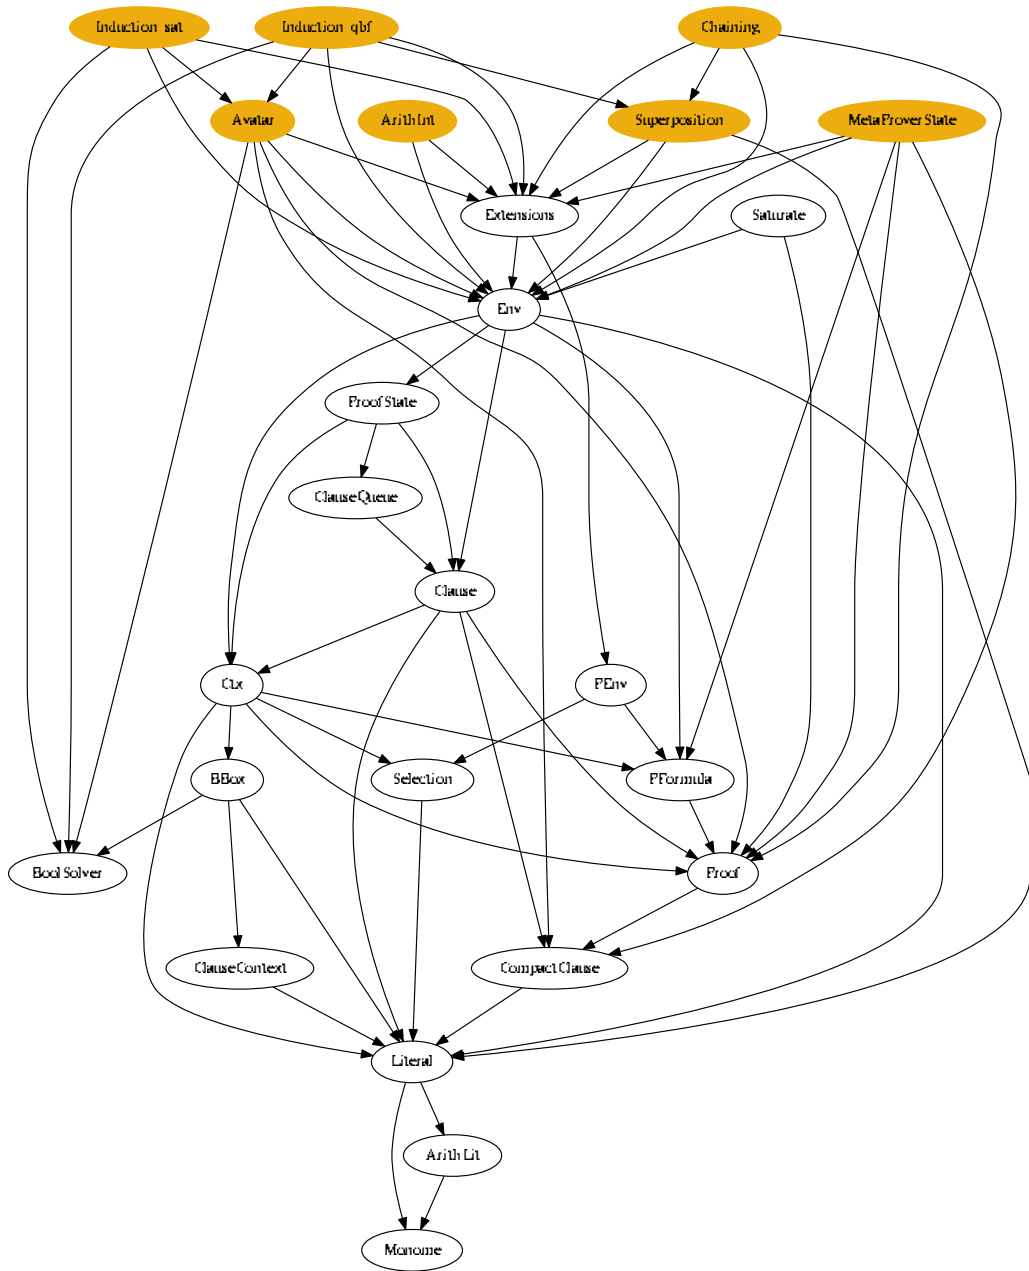 Induction_sat
Induction_qbf
Chaining
Avatar
ArithInt
Superposition
MetaProverState
Extensions
Saturate
Env
ProofState
ClauseQueue
Clause
Ctx
PEnv
BBox
Selection
PFormula
BoolSolver
Proof
ClauseContext
CompactClause
Literal
ArithLit
Monome